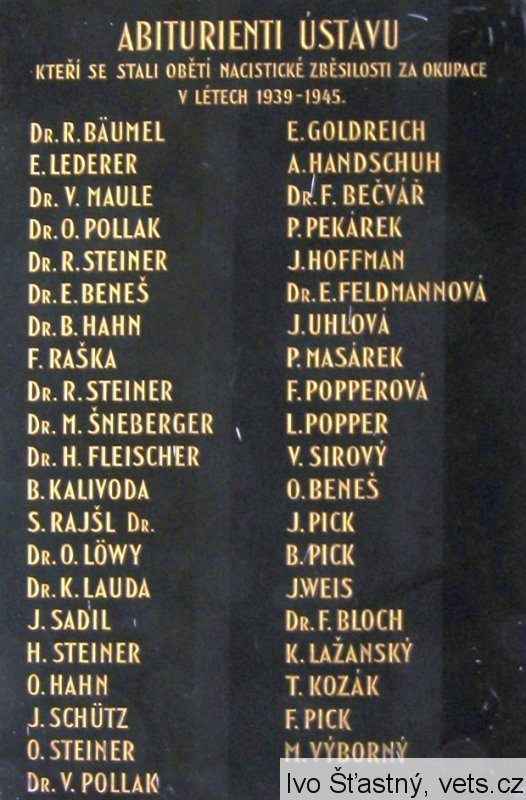 ABITURIENTI ÚSTAVU
KTEŘÍ SE STALI OBĚTÍ NACISTICKÉ ZBĚSILOSTI ZA OKUPACE
V LÉTECH 1939-1945.
DR. R. BÄUMEL
E. LEDERER
DR. V. MAULE
DR. O. POLLAK
DR. R. STEINER
DR. E. BENEŠ
DR. B. HAHN
F. RAŠKA
DR. R. STEINER
DR. M. ŠNEBERGER
DR. H. FLEISCHER
B. KALIVODA
S. RAJŠL DR.
DR. O. LÖWY
DR. K. LAUDA
J. SADIL
H. STEINER
O. HAHN
J. SCHÜTZ
O. STEINER
DR. V. POLLAK
E. GOLDREICH
A. HANDSCHUH
DR. F. BEČVÁŘ
P. PEKÁREK
J. HOFFMAN
DR. E. FELDMANNOVÁ
J. UHLOVÁ
P. MASÁREK
F. POPPEROVÁ
L. POPPER
V. SIROVÝ
O. BENEŠ
J. PICK
B. PICK
J. WEIS
DR. F. BLOCH
K. LAŽANSKÝ
T. KOZÁK
F. PICK
M. VÝBORNÝ
Ivo Šťastný, vets.cz